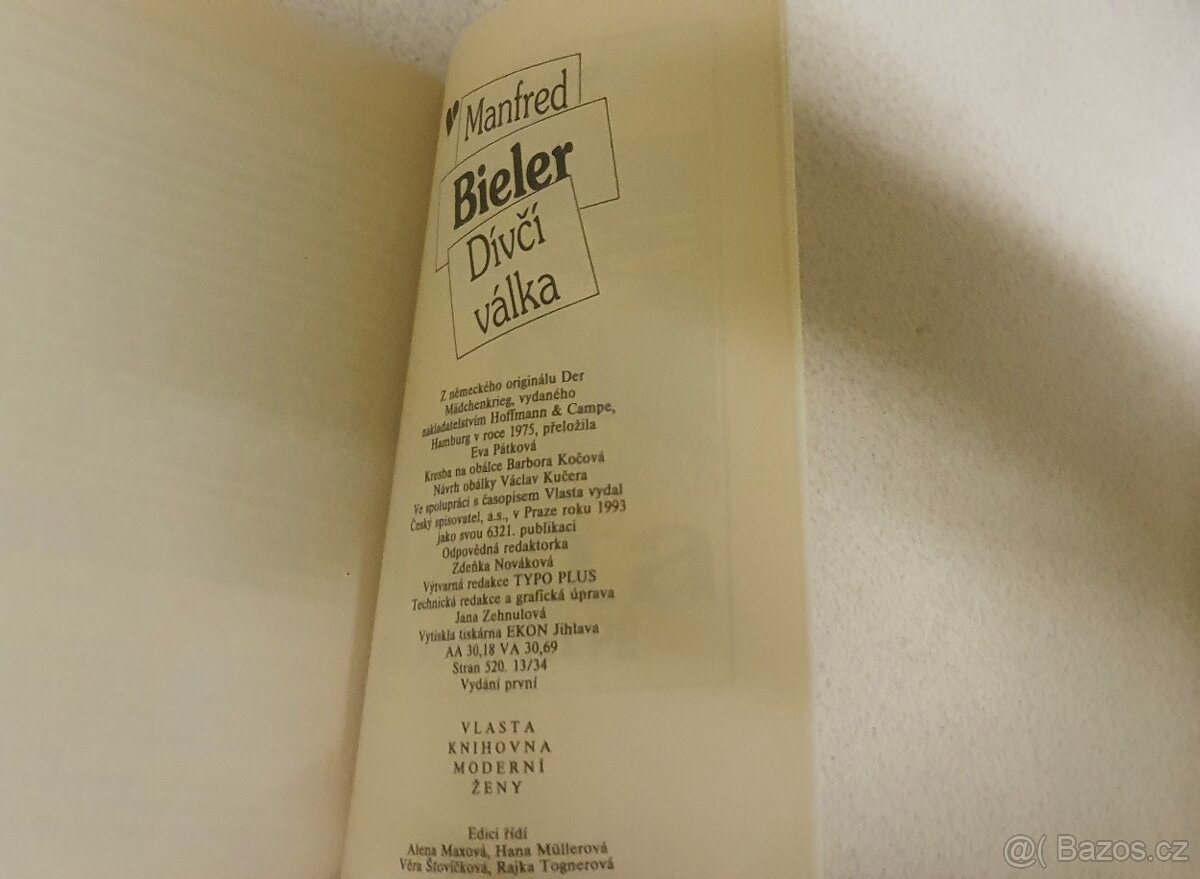 Manfred
Bieler
Dívčí
válka
Z německého originálu Der
Mädchenkrieg, vydaného
nakladatelstvím Hoffmann & Campe,
Hamburg v roce 1975, přeložila
Eva Pátková
Kresba na obálce Barbora Kočová
Návrh obálky Václav Kučera
Ve spolupráci s časopisem Vlasta vydal
Český spisovatel, a.s., v Praze roku 1993
jako svou 6321. publikaci
Odpovědná redaktorka
Zdeňka Nováková
Výtvarná redakce TYPO PLUS
Technická redakce a grafická úprava
Jana Zehnulová
Vytiskla tiskárna EKON Jihlava
AA 30,18 VA 30,69
Stran 520. 13/34
Vydání první
VLASTA
KNIHOVNA
MODERNÍ
ŽENY
Edici řídí
Alena Maxová, Hana Müllerová
Věra Šťovíčková, Rajka Tognerová
@( Bazos.cz